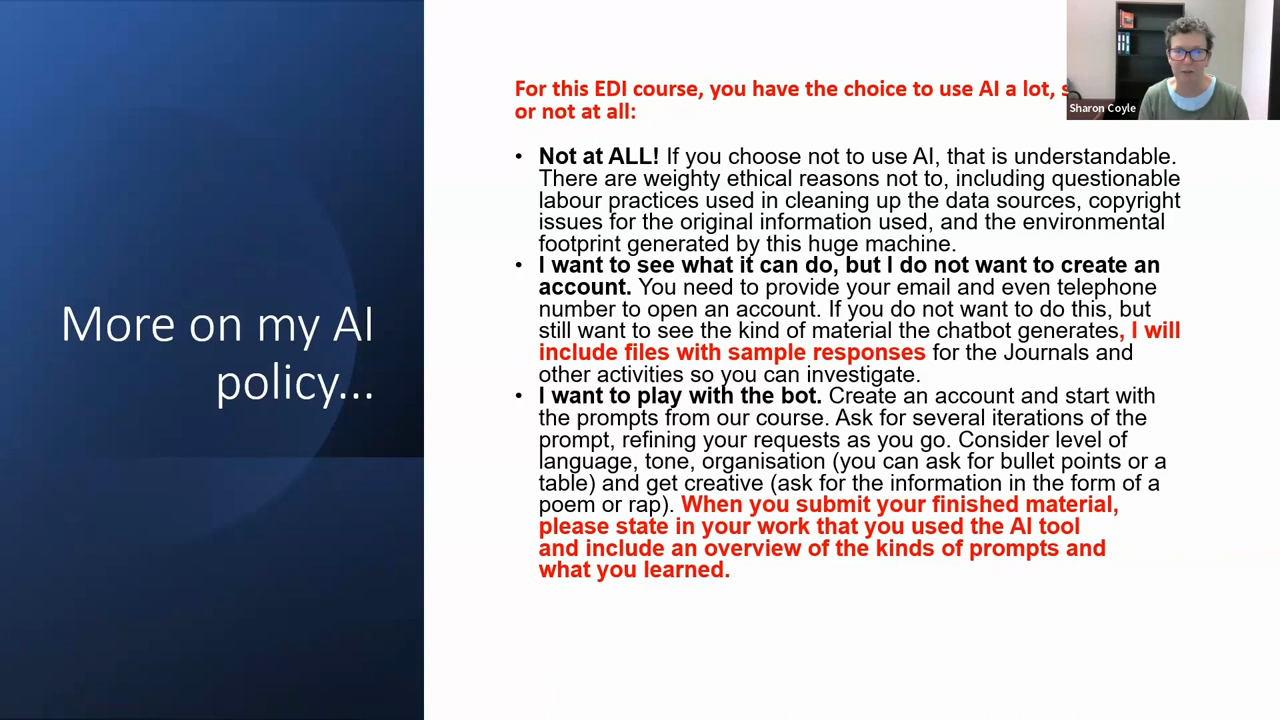 More on my AI
policy...
For this EDI course, you have the choice to use AI a lot,
or not at all:
• Not at ALL! If you choose not to use AI, that is understandable.
There are weighty ethical reasons not to, including questionable
labour practices used in cleaning up the data sources, copyright
issues for the original information used, and the environmental
footprint generated by this huge machine.
• I want to see what it can do, but I do not want to create an
account. You need to provide your email and even telephone
number to open an account. If you do not want to do this, but
still want to see the kind of material the chatbot generates, I will
include files with sample responses for the Journals and
other activities so you can investigate.
• I want to play with the bot. Create an account and start with
the prompts from our course. Ask for several iterations of the
prompt, refining your requests as you go. Consider level of
language, tone, organisation (you can ask for bullet points or a
table) and get creative (ask for the information in the form of a
poem or rap). When you submit your finished material,
please state in your work that you used the AI tool
and include an overview of the kinds of prompts and
what you learned.
Sharon Coyle